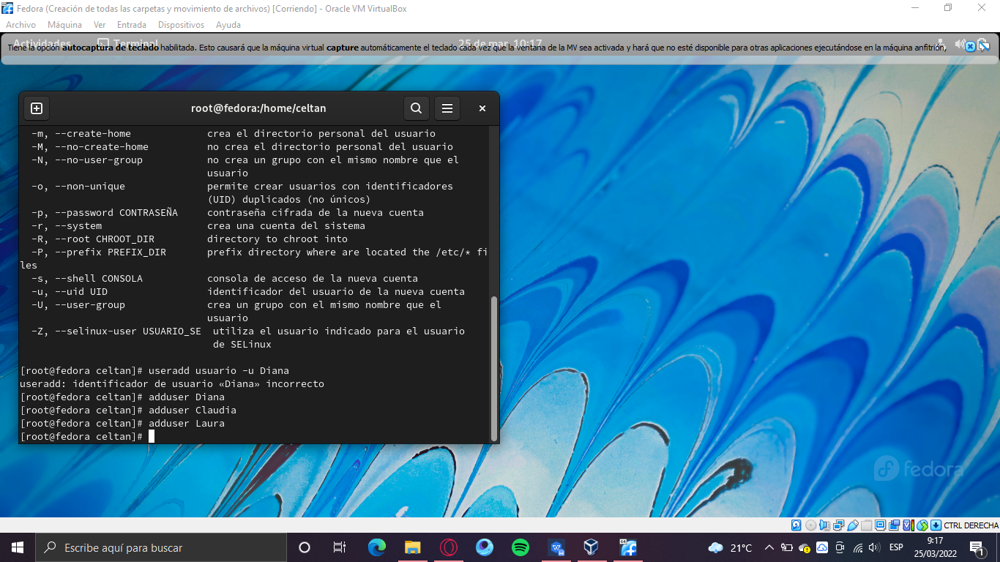 Fedora (Creación de todas las carpetas y movimiento de archivos) [Corriendo] - Oracle VM VirtualBox
Archivo Máquina Ver Entrada Dispositivos Ayuda
Actividades Terminal 25 de mar 10:17
Tiene la opción autocaptura de teclado habilitada. Esto causará que la máquina virtual capture automáticamente el teclado cada vez que la ventana de la MV sea activada y hará que no esté disponible para otras aplicaciones ejecutándose en la máquina anfitrión,
root@fedora:/home/celtan
-m, --create-home crea el directorio personal del usuario
-M, --no-create-home no crea el directorio personal del usuario
-N, --no-user-group no crea un grupo con el mismo nombre que el
usuario
-o, --non-unique permite crear usuarios con identificadores
(UID) duplicados (no únicos)
-p, --password CONTRASEÑA contraseña cifrada de la nueva cuenta
-r, --system crea una cuenta del sistema
-R, --root CHROOT_DIR directory to chroot into
-P, --prefix PREFIX_DIR prefix directory where are located the /etc/* fi
les
-s, --shell CONSOLA consola de acceso de la nueva cuenta
-u, --uid UID identificador del usuario de la nueva cuenta
-U, --user-group crea un grupo con el mismo nombre que el
usuario
-Z, --selinux-user USUARIO_SE utiliza el usuario indicado para el usuario
de SELinux
[root@fedora celtan]# useradd usuario -u Diana
useradd: identificador de usuario «Diana» incorrecto
[root@fedora celtan]# adduser Diana
[root@fedora celtan]# adduser Claudia
[root@fedora celtan]# adduser Laura
[root@fedora celtan]#
fedora
CTRL DERECHA
Escribe aquí para buscar
21°C
ESP
9:17
25/03/2022
1